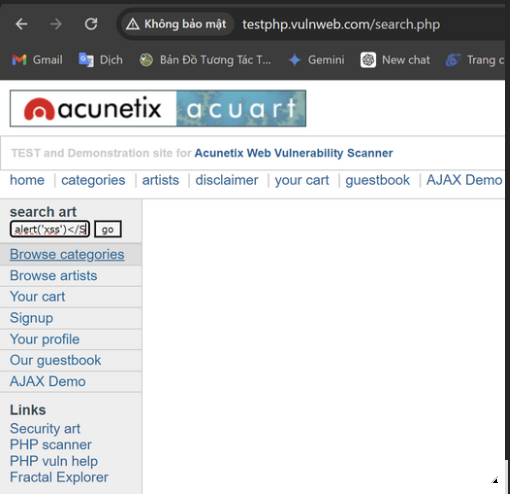 Không bảo mật testphp.vulnweb.com/search.php
Gmail Dịch Bản Đồ Tương Tác T... Gemini New chat Trang c
acunetix acuart
TEST and Demonstration site for Acunetix Web Vulnerability Scanner
home | categories | artists | disclaimer | your cart | guestbook | AJAX Demo
search art
alert('xss')</S go
Browse categories
Browse artists
Your cart
Signup
Your profile
Our guestbook
AJAX Demo
Links
Security art
PHP scanner
PHP vuln help
Fractal Explorer